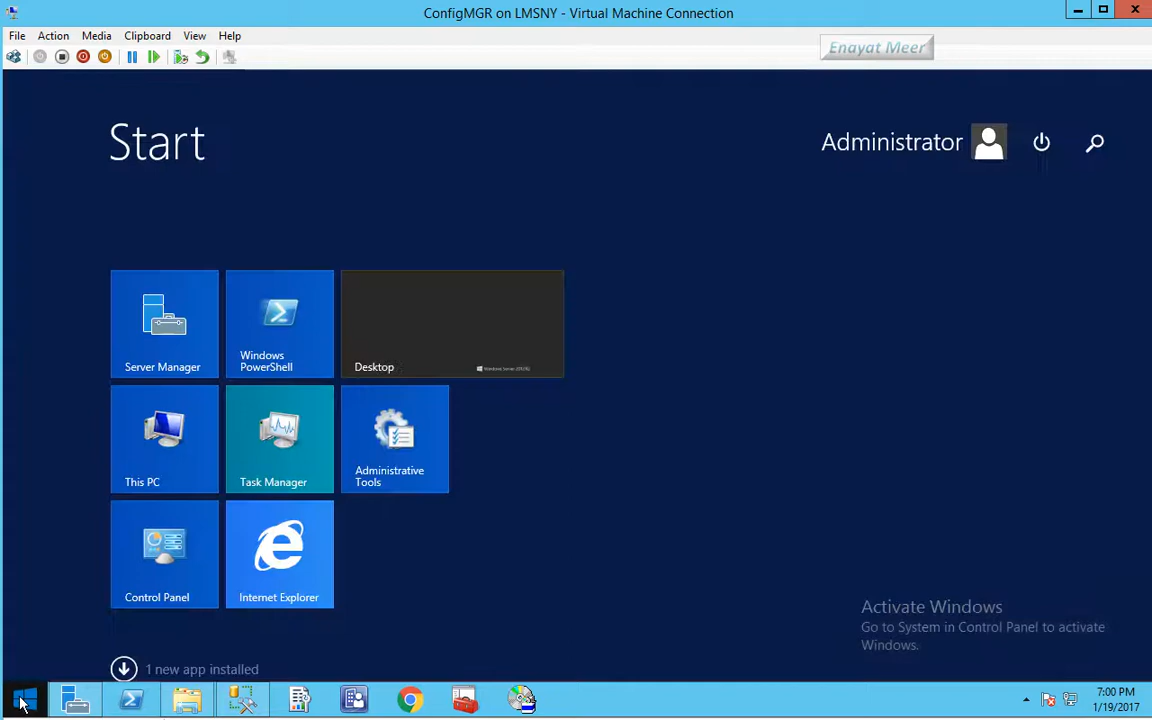 ConfigMGR on LMSNY - Virtual Machine Connection
File Action Media Clipboard View Help
Enayat Meer
Start
Administrator
Server Manager
Windows PowerShell
Desktop
This PC
Task Manager
Administrative Tools
Control Panel
Internet Explorer
Activate Windows
Go to System in Control Panel to activate
Windows.
1 new app installed
7:00 PM
1/19/2017